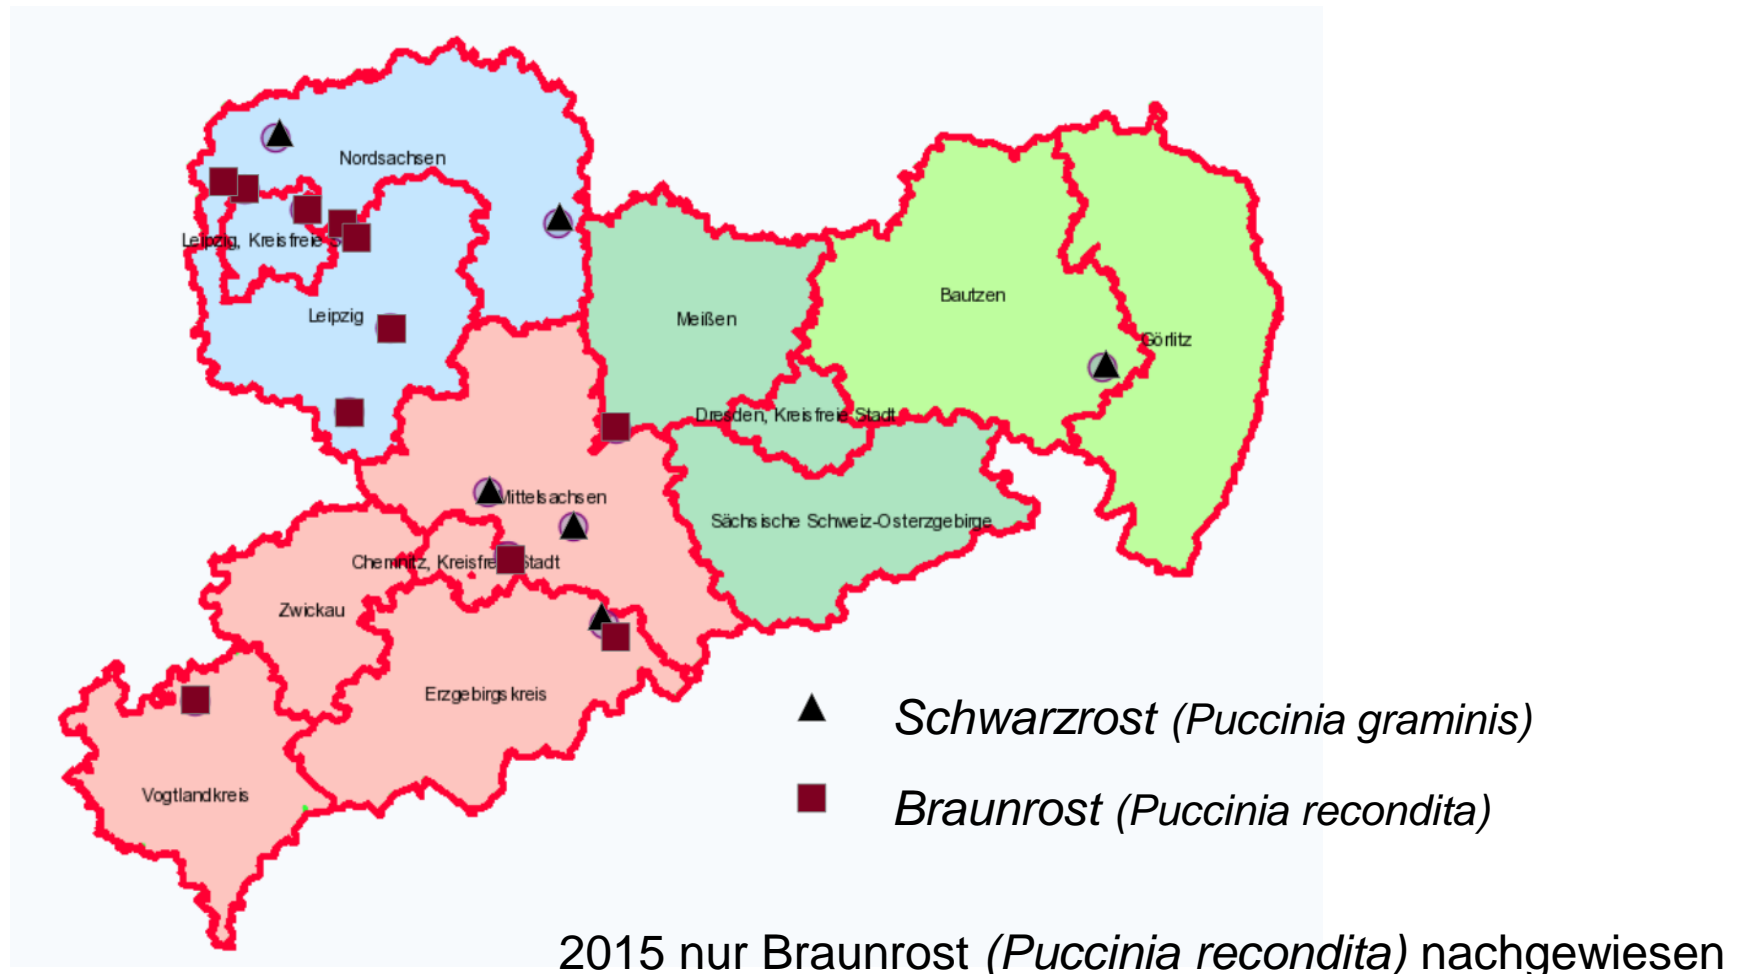 Nordsachsen
Leipzig, Kreisfreie S
Leipzig
Meißen
Bautzen
Görlitz
Dresden, Kreisfreie Stadt
Mittelsachsen
Sächsische Schweiz-Osterzgebirge
Chemnitz, Kreisfreie Stadt
Zwickau
Erzgebirgskreis
Vogtlandkreis
Schwarzrost (Puccinia graminis)
Braunrost (Puccinia recondita)
2015 nur Braunrost (Puccinia recondita) nachgewiesen